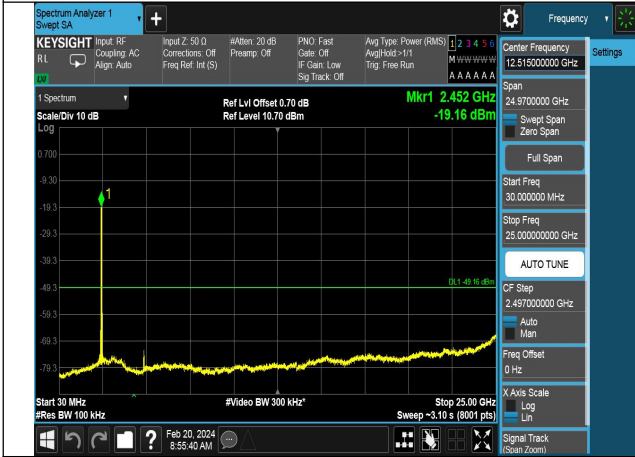 Spectrum Analyzer 1
Swept SA
+
Frequency
KEYSIGHT
RL
Input: RF
Coupling: AC
Align: Auto
Input Z: 50 Ω
Corrections: Off
Freq Ref: Int (S)
#Atten: 20 dB
Preamp: Off
PNO: Fast
Gate: Off
IF Gain: Low
Sig Track: Off
Avg Type: Power (RMS)
Avg|Hold:>1/1
Trig: Free Run
1 2 3 4 5 6
M W W W W W
A A A A A A
1 Spectrum
Scale/Div 10 dB
Log
Ref Lvl Offset 0.70 dB
Ref Level 10.70 dBm
Mkr1 2.452 GHz
-19.16 dBm
0.700
-9.30
-19.3
-29.3
-39.3
-49.3
-59.3
-69.3
-79.3
1
DL1 -49.16 dBm
Start 30 MHz
#Res BW 100 kHz
#Video BW 300 kHz*
Stop 25.00 GHz
Sweep ~3.10 s (8001 pts)
?
Feb 20, 2024
8:55:40 AM
Center Frequency
12.515000000 GHz
Settings
Span
24.9700000 GHz
Swept Span
Zero Span
Full Span
Start Freq
30.000000 MHz
Stop Freq
25.000000000 GHz
AUTO TUNE
CF Step
2.497000000 GHz
Auto
Man
Freq Offset
0 Hz
X Axis Scale
Log
Lin
Signal Track
(Span Zoom)